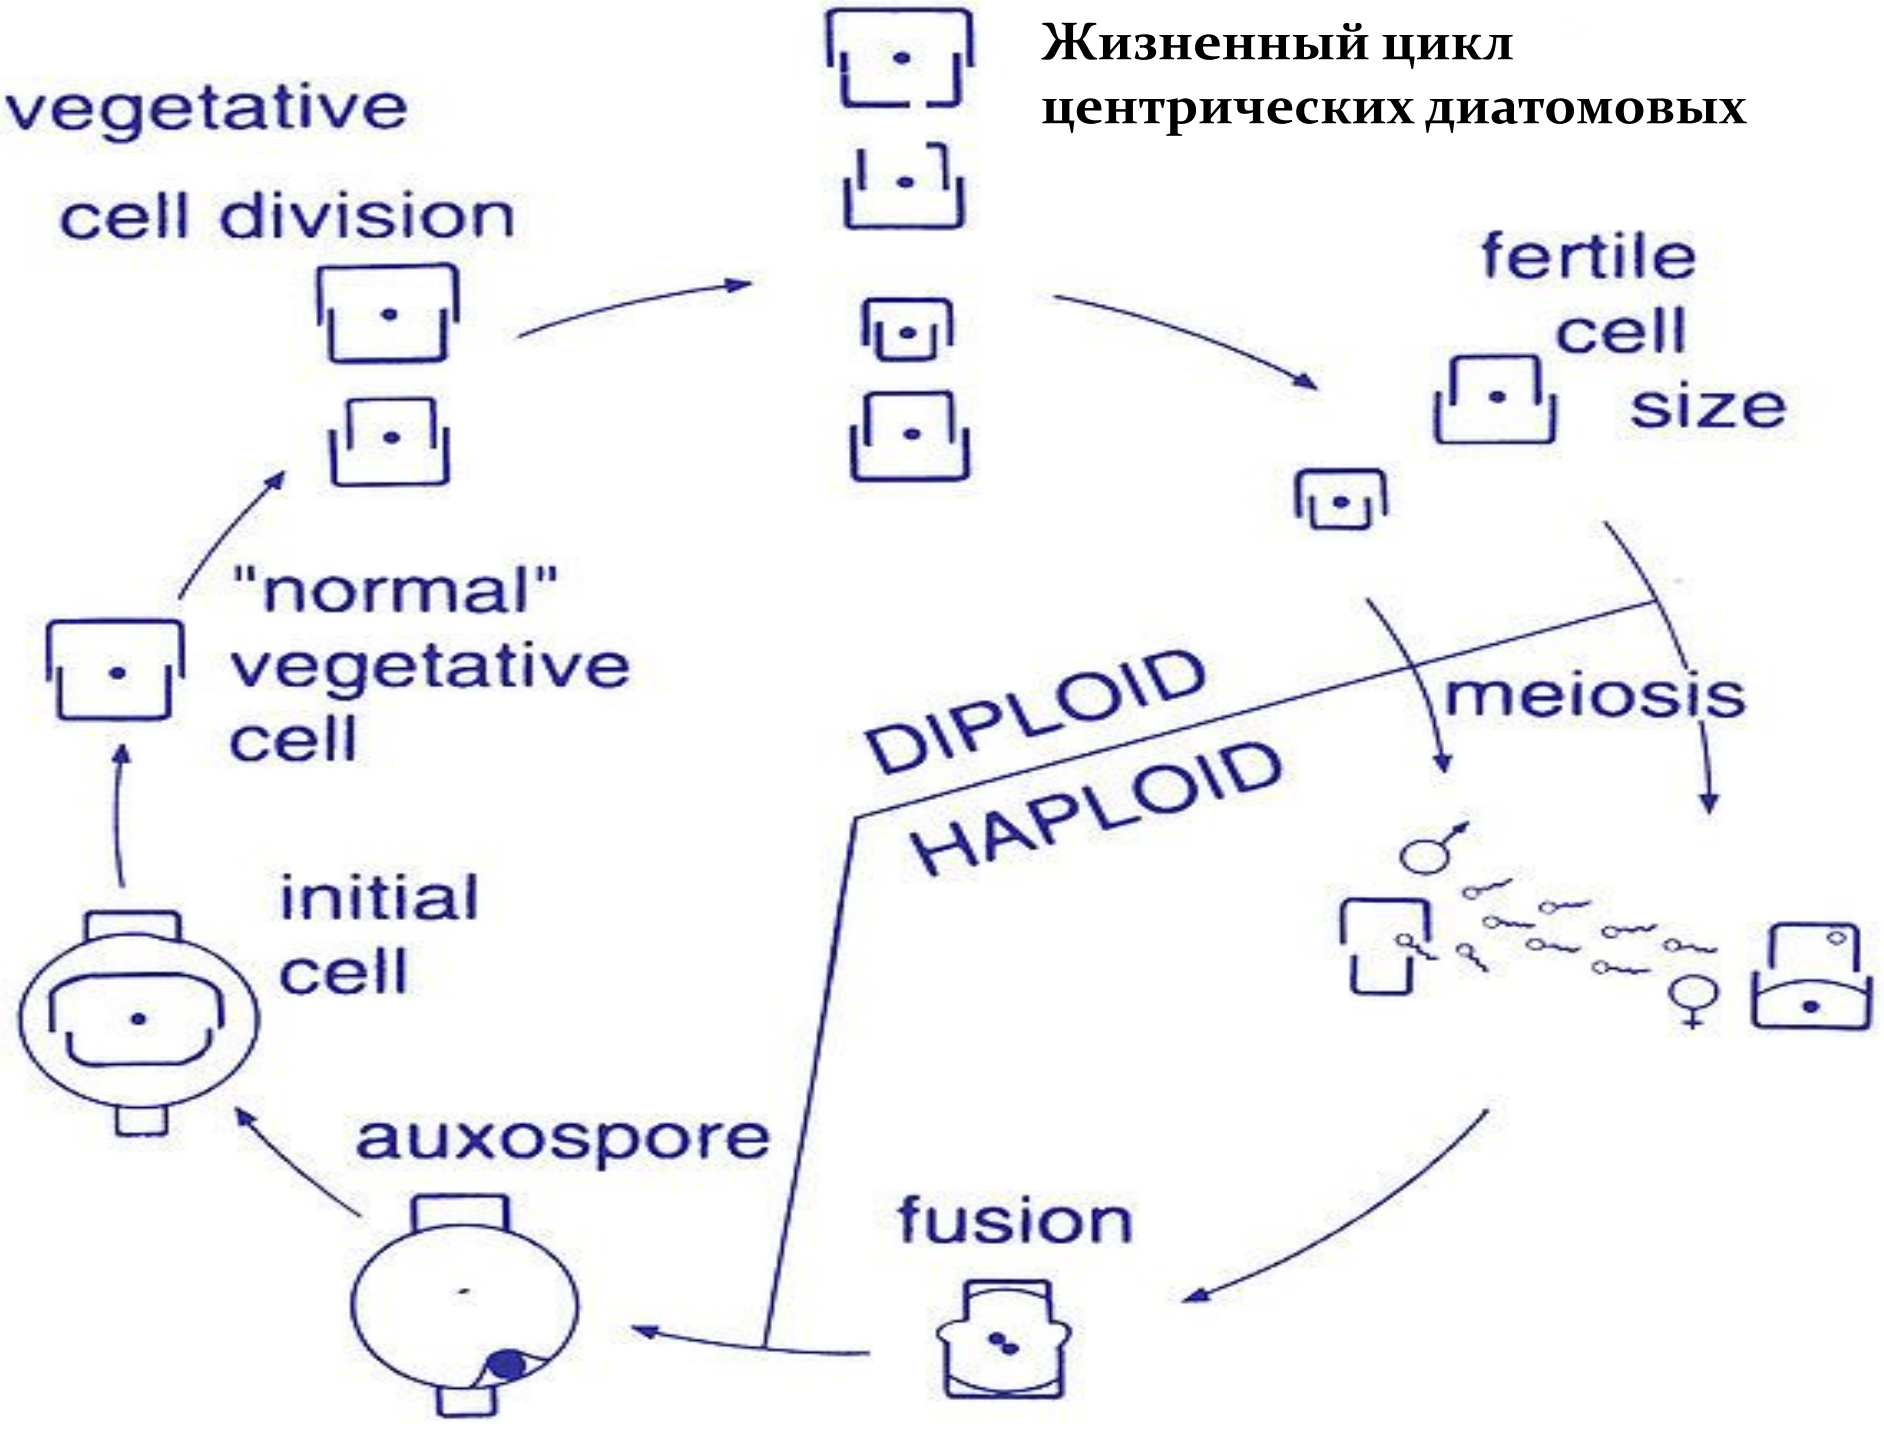 Жизненный цикл
центрических диатомовых
vegetative
cell division
fertile
cell
size
"normal"
vegetative
cell
DIPLOID
HAPLOID
meiosis
initial
cell
auxospore
fusion